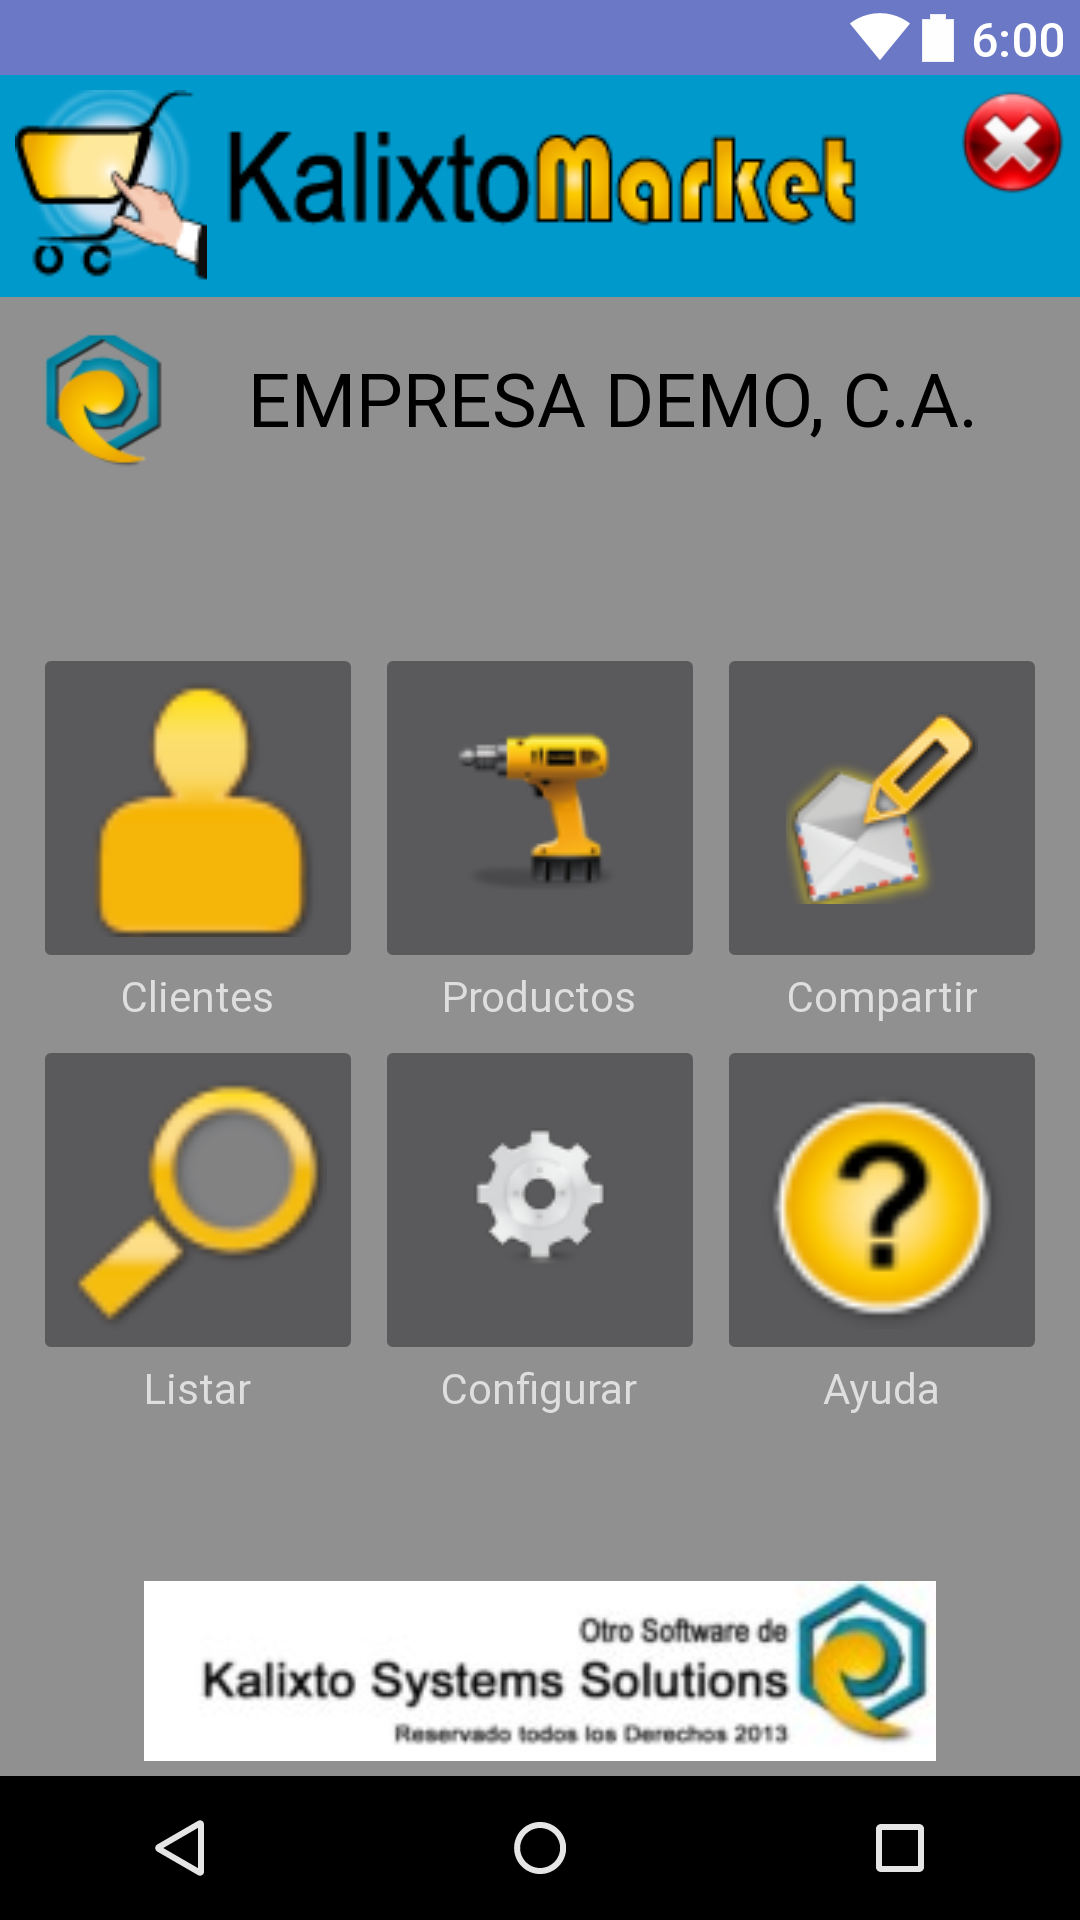 6:00
KalixtoMarket
EMPRESA DEMO, C.A.
Clientes
Productos
Compartir
Listar
Configurar
Ayuda
Otro Software de
Kalixto Systems Solutions
Reservado todos los Derechos 2013